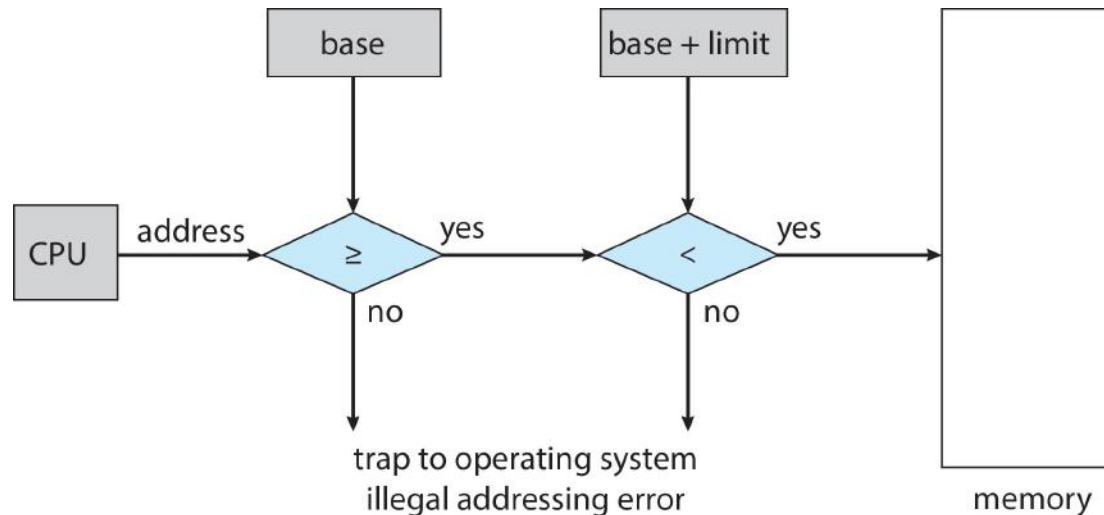 base
base + limit
CPU
address
≥
yes
<
yes
no
no
trap to operating system
illegal addressing error
memory